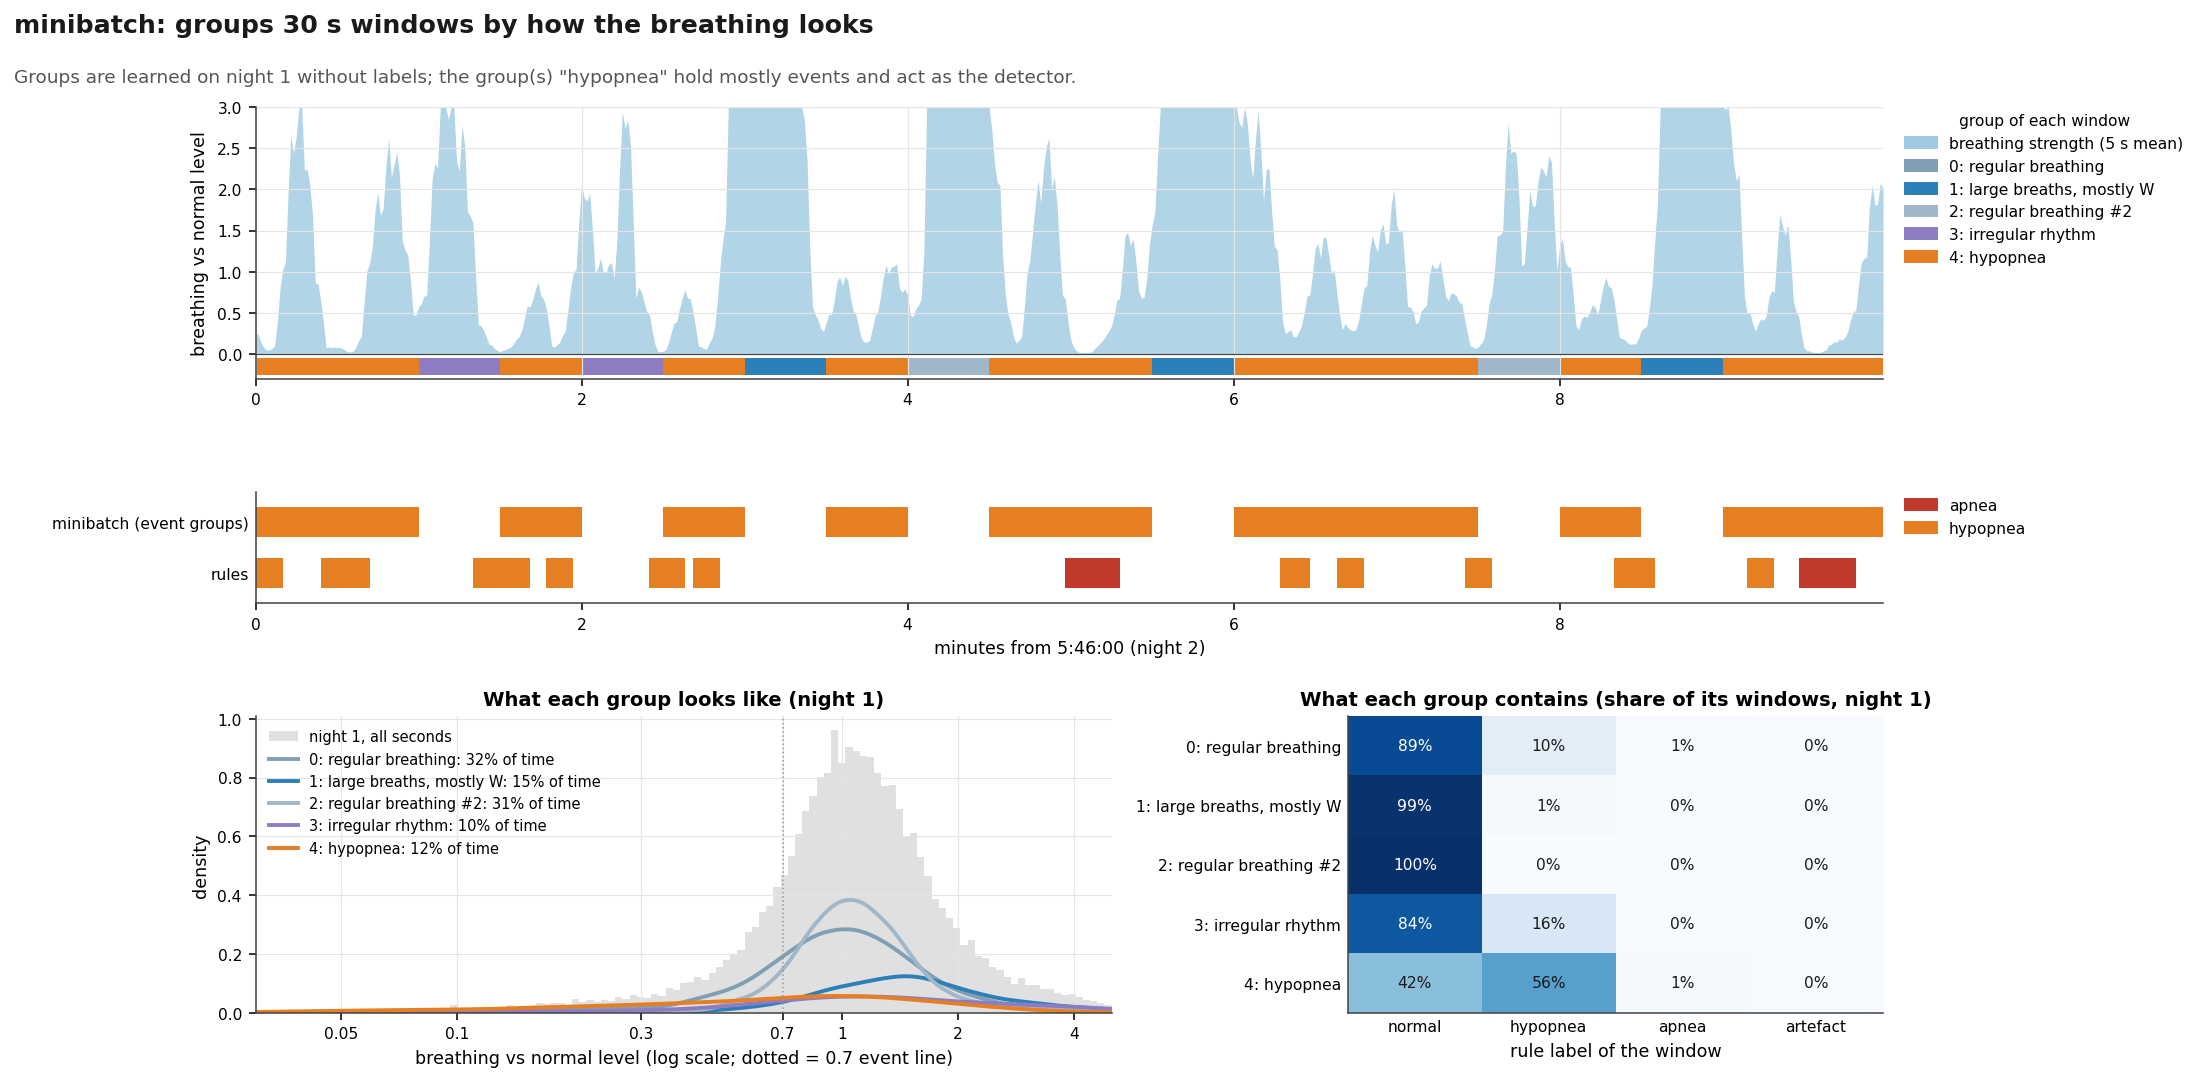 minibatch: groups 30 s windows by how the breathing looks
Groups are learned on night 1 without labels; the group(s) "hypopnea" hold mostly events and act as the detector.
breathing vs normal level
3.0
2.5
2.0
1.5
1.0
0.5
0.0
0 2 4 6 8
group of each window
breathing strength (5 s mean)
0: regular breathing
1: large breaths, mostly W
2: regular breathing #2
3: irregular rhythm
4: hypopnea
minibatch (event groups)
rules
0 2 4 6 8
minutes from 5:46:00 (night 2)
apnea
hypopnea
What each group looks like (night 1)
density
1.0
0.8
0.6
0.4
0.2
0.0
night 1, all seconds
0: regular breathing: 32% of time
1: large breaths, mostly W: 15% of time
2: regular breathing #2: 31% of time
3: irregular rhythm: 10% of time
4: hypopnea: 12% of time
0.05 0.1 0.3 0.7 1 2 4
breathing vs normal level (log scale; dotted = 0.7 event line)
What each group contains (share of its windows, night 1)
0: regular breathing 89% 10% 1% 0%
1: large breaths, mostly W 99% 1% 0% 0%
2: regular breathing #2 100% 0% 0% 0%
3: irregular rhythm 84% 16% 0% 0%
4: hypopnea 42% 56% 1% 0%
normal hypopnea apnea artefact
rule label of the window